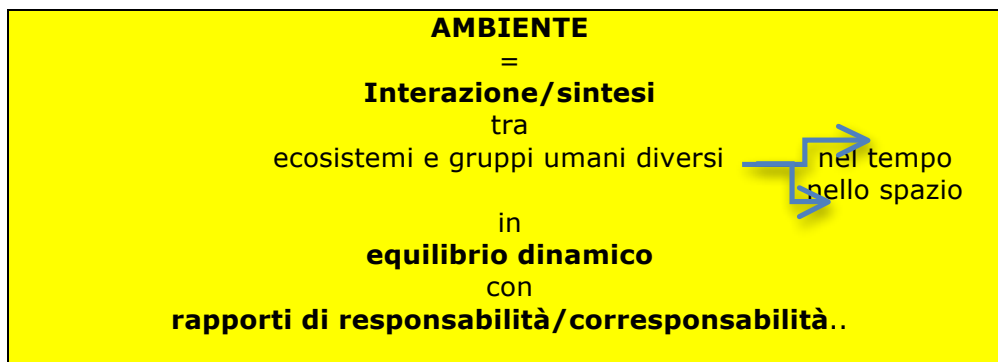 AMBIENTE
=
Interazione/sintesi
tra
ecosistemi e gruppi umani diversi nel tempo
nello spazio
in
equilibrio dinamico
con
rapporti di responsabilità/corresponsabilità..